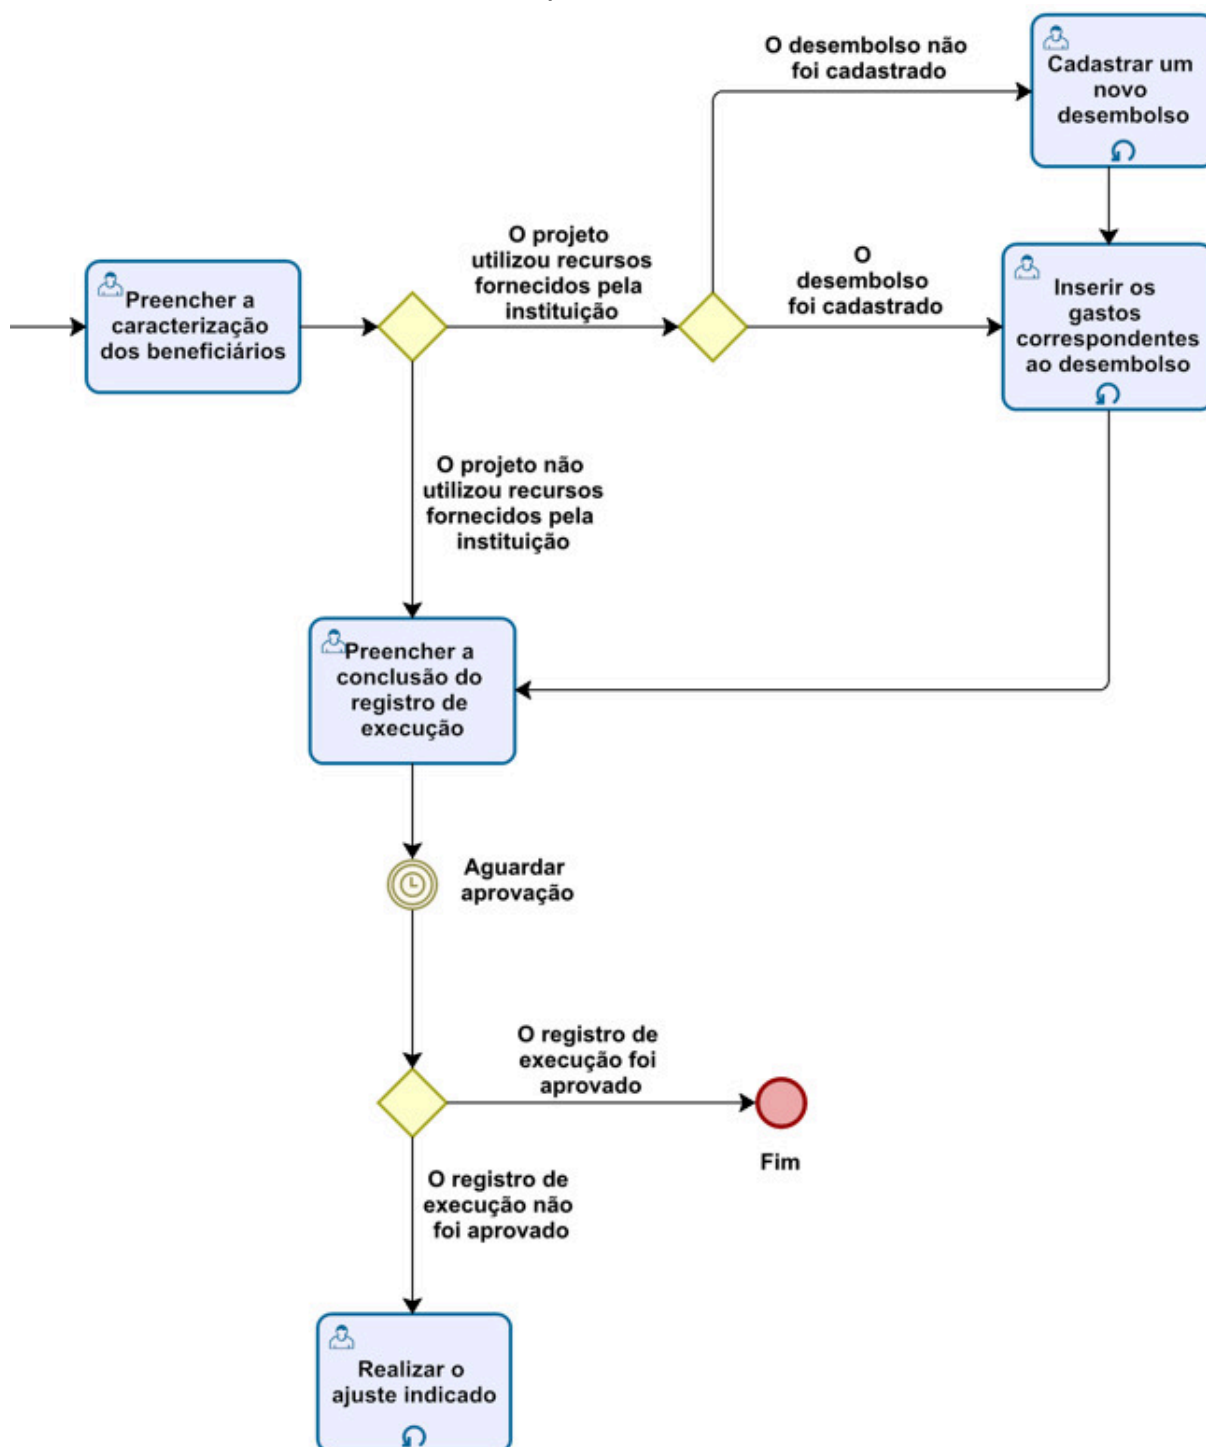 O desembolso não
foi cadastrado
Cadastrar um
novo
desembolso
O projeto
utilizou recursos
fornecidos pela
instituição
O
desembolso
foi cadastrado
Preencher a
caracterização
dos beneficiários
Inserir os
gastos
correspondentes
ao desembolso
O projeto não
utilizou recursos
fornecidos pela
instituição
Preencher a
conclusão do
registro de
execução
Aguardar
aprovação
O registro de
execução foi
aprovado
Fim
O registro de
execução não
foi aprovado
Realizar o
ajuste indicado